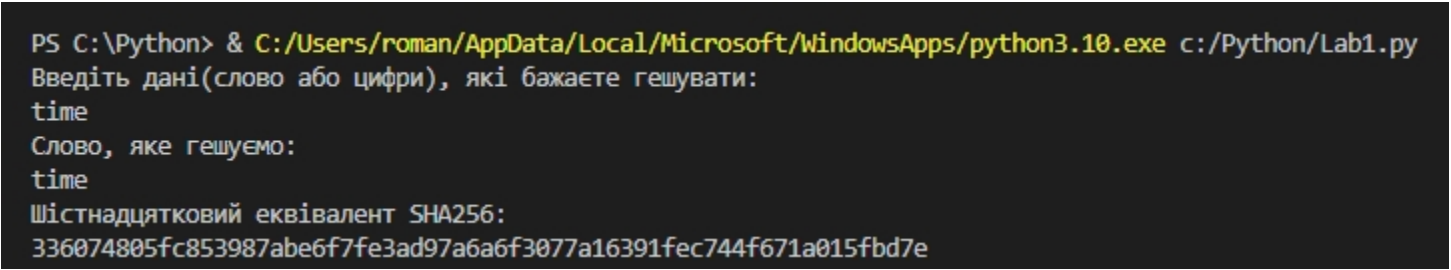 PS C:\Python> & C:/Users/roman/AppData/Local/Microsoft/WindowsApps/python3.10.exe c:/Python/Lab1.py
Введіть дані(слово або цифри), які бажаєте гешувати:
time
Слово, яке гешуємо:
time
Шістнадцятковий еквівалент SHA256:
336074805fc853987abe6f7fe3ad97a6a6f3077a16391fec744f671a015fbd7e